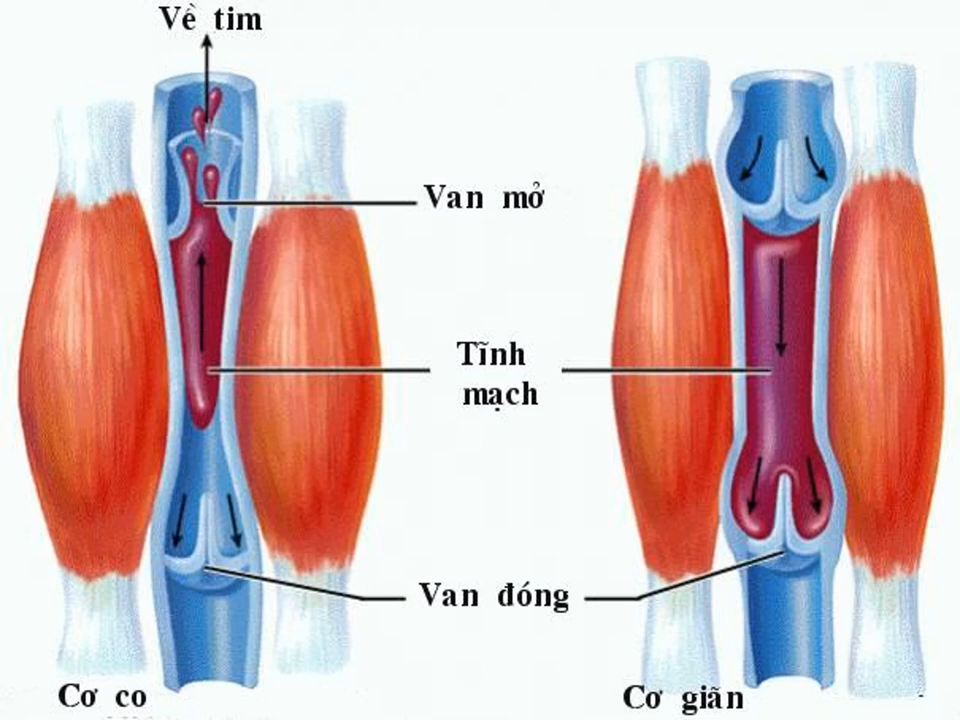 Về tim
Van mở
Tĩnh
mạch
Van đóng
Cơ co
Cơ giãn